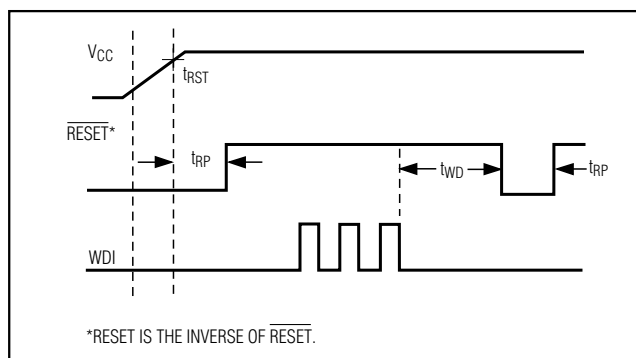 VCC
tRST
RESET*
tRP
tWD
tRP
WDI
*RESET IS THE INVERSE OF RESET.